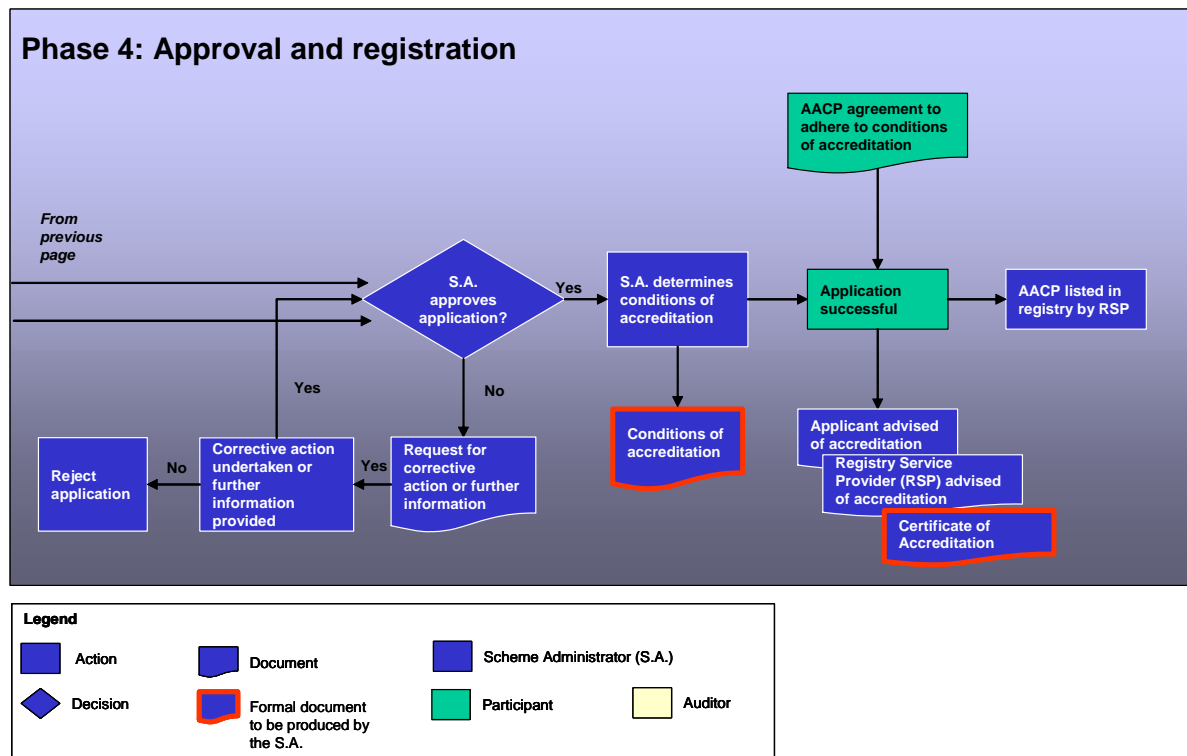 Phase 4: Approval and registration
AACP agreement to
adhere to conditions
of accreditation
From
previous
page
S.A.
approves
application?
Yes
S.A. determines
conditions of
accreditation
Application
successful
AACP listed in
registry by RSP
Yes
No
Conditions of
accreditation
Applicant advised
of accreditation
Registry Service
Provider (RSP) advised
of accreditation
Certificate of
Accreditation
Reject
application
No
Corrective action
undertaken or
further
information
provided
Yes
Request for
corrective
action or further
information
Legend
Action
Document
Scheme Administrator (S.A.)
Decision
Formal document
to be produced by
the S.A.
Participant
Auditor